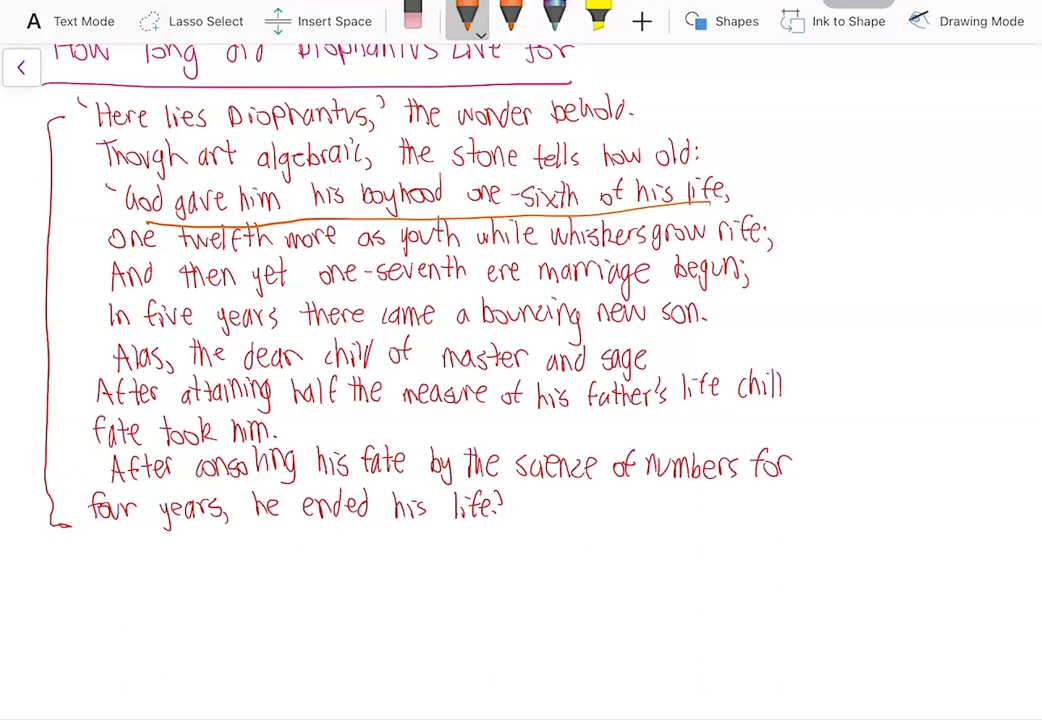 Text Mode Lasso Select Insert Space Shapes Ink to Shape Drawing Mode
How long did Diophantus Live for
'Here lies Diophantus,' the wonder behold.
Though art algebraic, the stone tells how old:
'God gave him his boyhood one-sixth of his life,
One twelfth more as youth while whiskers grow rife;
And then yet one-seventh ere marriage begun;
In five years there came a bouncing new son.
Alas, the dear child of master and sage
After attaining half the measure of his father's life chill
fate took him.
After consoling his fate by the science of numbers for
four years, he ended his life.'